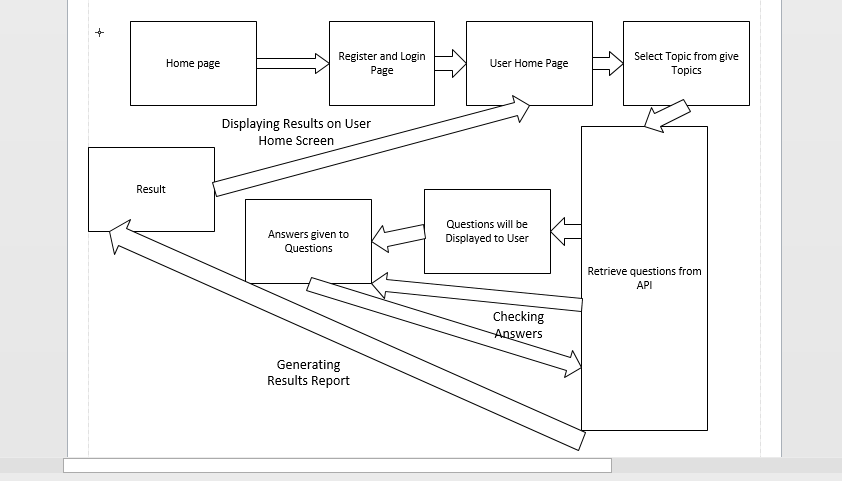 Home page
Register and Login
Page
User Home Page
Select Topic from give
Topics
Displaying Results on User
Home Screen
Result
Answers given to
Questions
Questions will be
Displayed to User
Retrieve questions from
API
Checking
Answers
Generating
Results Report